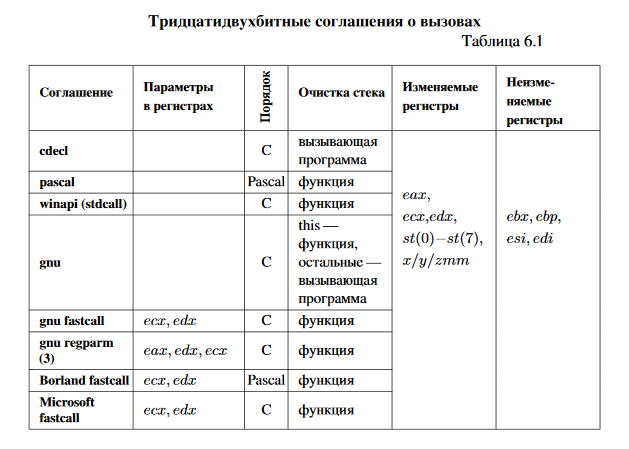 Тридцатидвухбитные соглашения о вызовах
Таблица 6.1
Соглашение
Параметры
в регистрах
Порядок
Очистка стека
Изменяемые
регистры
Неизме-
няемые
регистры
cdecl
C
вызывающая
программа
pascal
Pascal
функция
winapi (stdcall)
C
функция
gnu
C
this —
функция,
остальные —
вызывающая
программа
gnu fastcall
ecx, edx
C
функция
gnu regparm
(3)
eax, edx, ecx
C
функция
Borland fastcall
ecx, edx
Pascal
функция
Microsoft
fastcall
ecx, edx
C
функция
eax,
ecx,edx,
st(0)−st(7),
x/y/zmm
ebx, ebp,
esi, edi